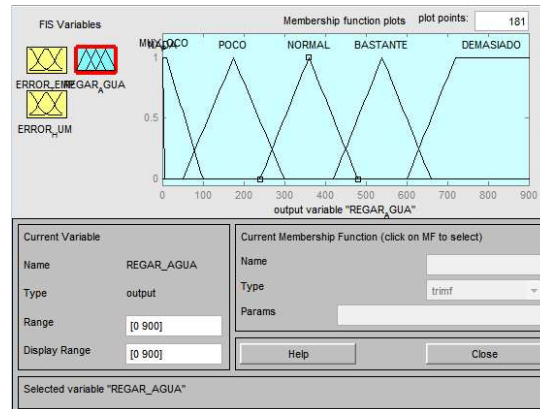 FIS Variables
Membership function plots
plot points:
181
REGAR_AGUA
ERROR_HUM
POCO
NORMAL
BASTANTE
DEMASIADO
1
0.5
0
0 100 200 300 400 500 600 700 800 900
output variable "REGAR_AGUA"
Current Variable
Name REGAR_AGUA
Type output
Range [0 900]
Display Range [0 900]
Current Membership Function (click on MF to select)
Name
Type trimf
Params
Help
Close
Selected variable "REGAR_AGUA"